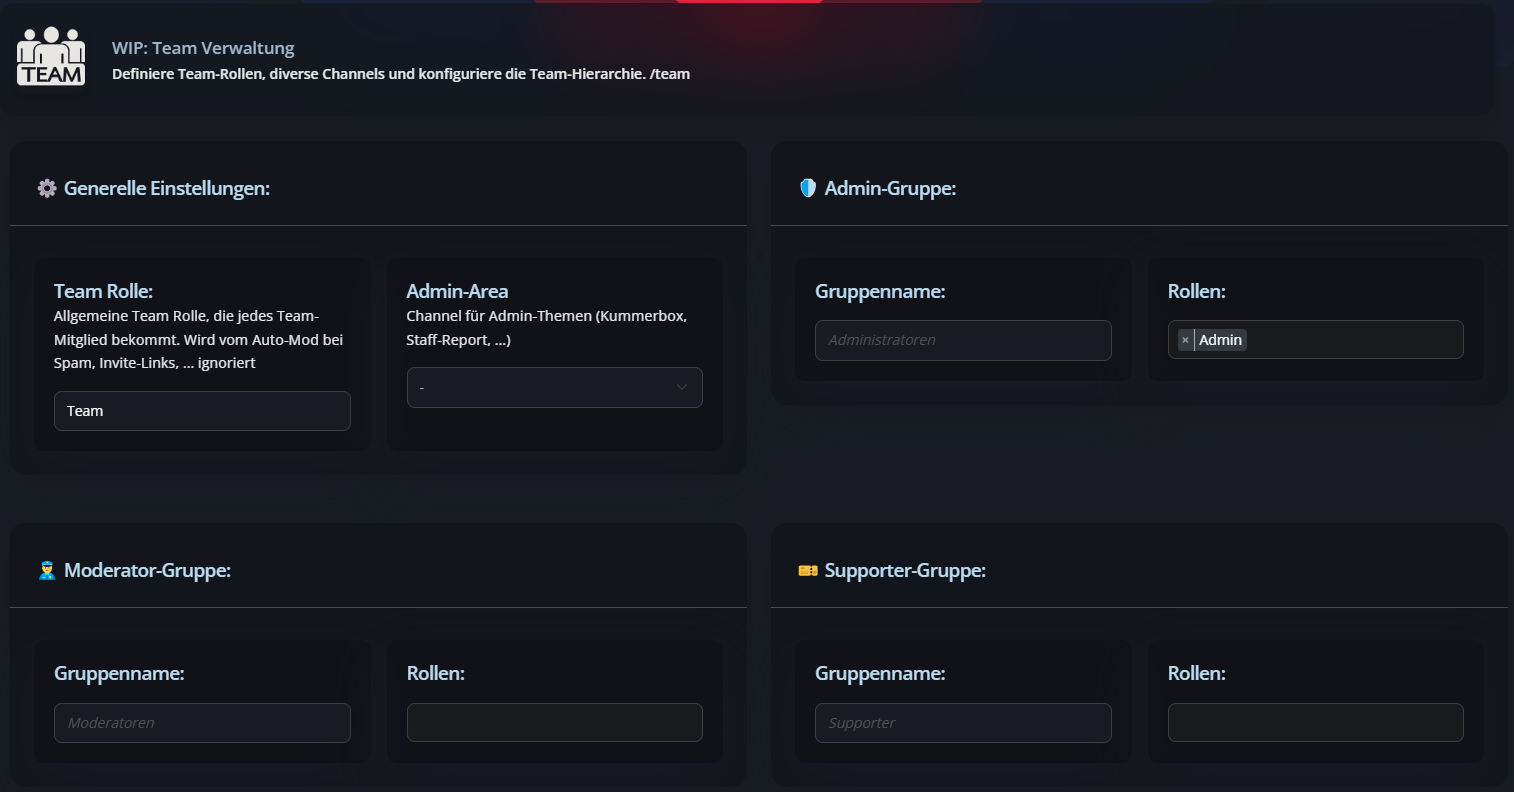 TEAM
WIP: Team Verwaltung
Definiere Team-Rollen, diverse Channels und konfiguriere die Team-Hierarchie. /team
Generelle Einstellungen:
Team Rolle:
Allgemeine Team Rolle, die jedes Team-
Mitglied bekommt. Wird vom Auto-Mod bei
Spam, Invite-Links, ... ignoriert
Team
Admin-Area
Channel für Admin-Themen (Kummerbox,
Staff-Report, ...)
-
Admin-Gruppe:
Gruppenname:
Administratoren
Rollen:
× Admin
Moderator-Gruppe:
Gruppenname:
Moderatoren
Rollen:
Supporter-Gruppe:
Gruppenname:
Supporter
Rollen: